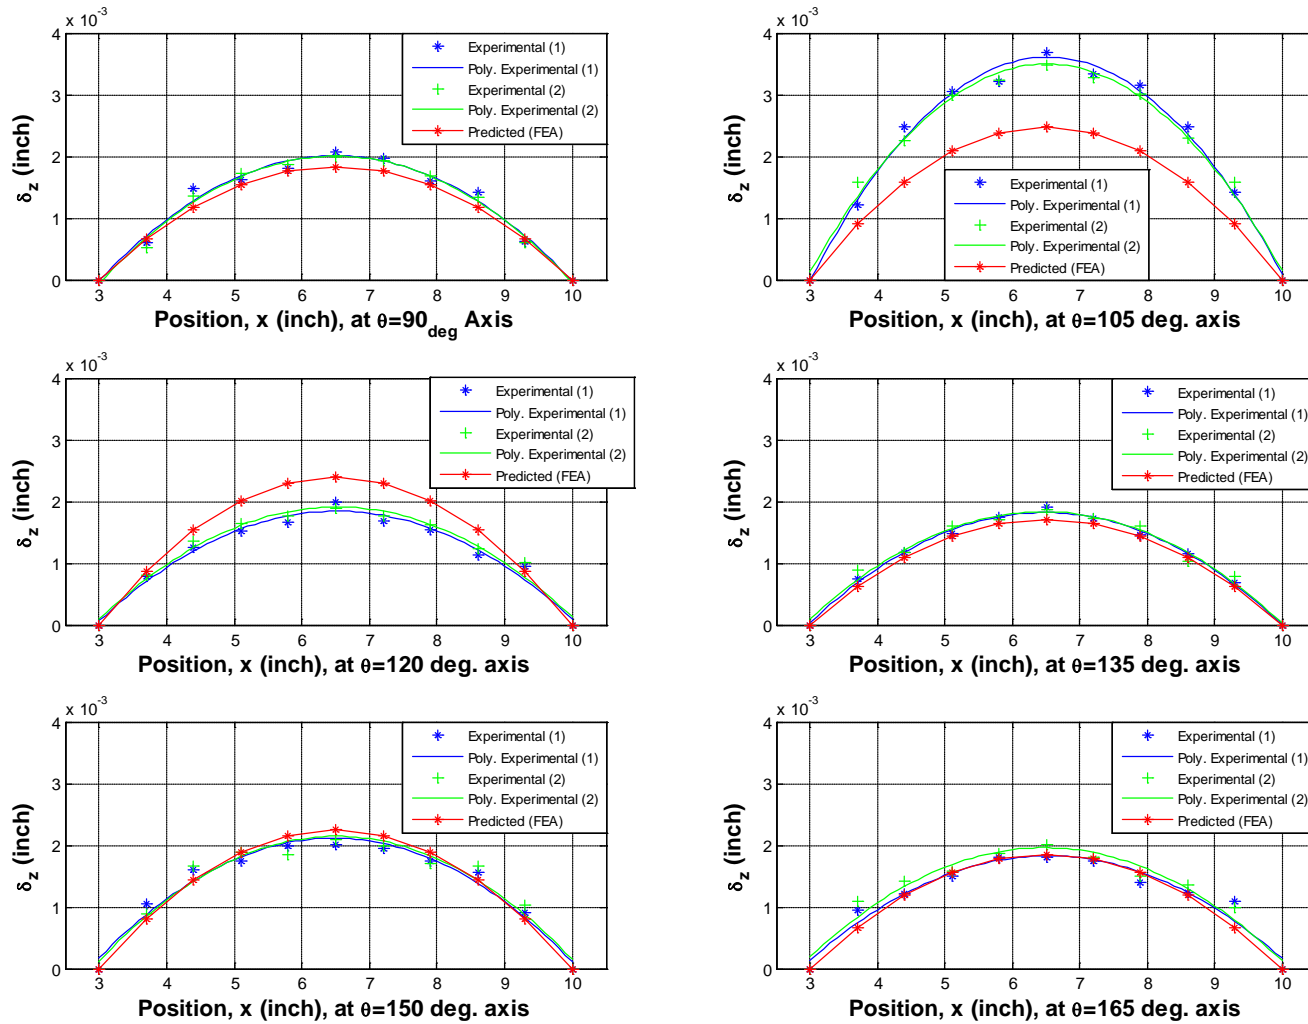 x 10^-3
4
3
2
1
0
δz (inch)
3 4 5 6 7 8 9 10
Position, x (inch), at θ=90deg Axis
Experimental (1)
Poly. Experimental (1)
Experimental (2)
Poly. Experimental (2)
Predicted (FEA)
x 10^-3
4
3
2
1
0
δz (inch)
3 4 5 6 7 8 9 10
Position, x (inch), at θ=105 deg. axis
Experimental (1)
Poly. Experimental (1)
Experimental (2)
Poly. Experimental (2)
Predicted (FEA)
x 10^-3
4
3
2
1
0
δz (inch)
3 4 5 6 7 8 9 10
Position, x (inch), at θ=120 deg. axis
Experimental (1)
Poly. Experimental (1)
Experimental (2)
Poly. Experimental (2)
Predicted (FEA)
x 10^-3
4
3
2
1
0
δz (inch)
3 4 5 6 7 8 9 10
Position, x (inch), at θ=135 deg. axis
Experimental (1)
Poly. Experimental (1)
Experimental (2)
Poly. Experimental (2)
Predicted (FEA)
x 10^-3
4
3
2
1
0
δz (inch)
3 4 5 6 7 8 9 10
Position, x (inch), at θ=150 deg. axis
Experimental (1)
Poly. Experimental (1)
Experimental (2)
Poly. Experimental (2)
Predicted (FEA)
x 10^-3
4
3
2
1
0
δz (inch)
3 4 5 6 7 8 9 10
Position, x (inch), at θ=165 deg. axis
Experimental (1)
Poly. Experimental (1)
Experimental (2)
Poly. Experimental (2)
Predicted (FEA)